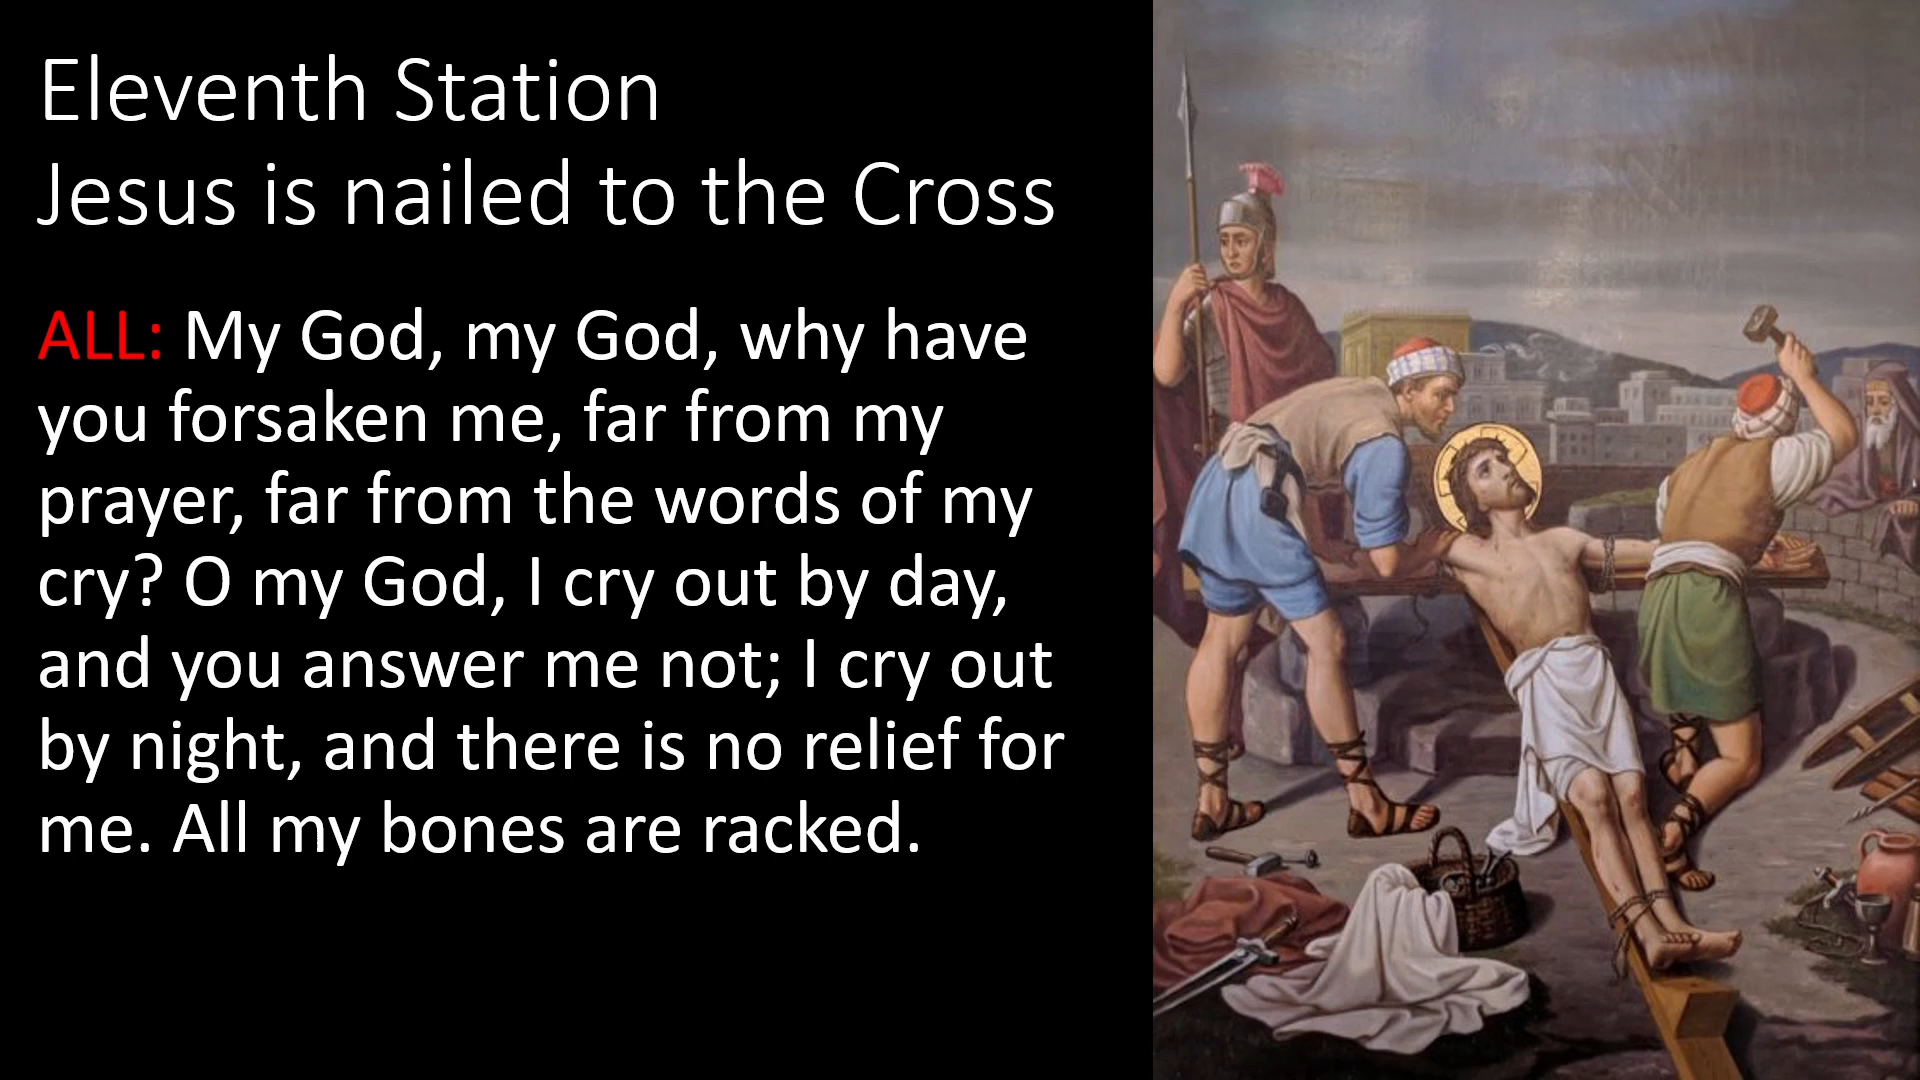 Eleventh Station
Jesus is nailed to the Cross
ALL: My God, my God, why have
you forsaken me, far from my
prayer, far from the words of my
cry? O my God, I cry out by day,
and you answer me not; I cry out
by night, and there is no relief for
me. All my bones are racked.